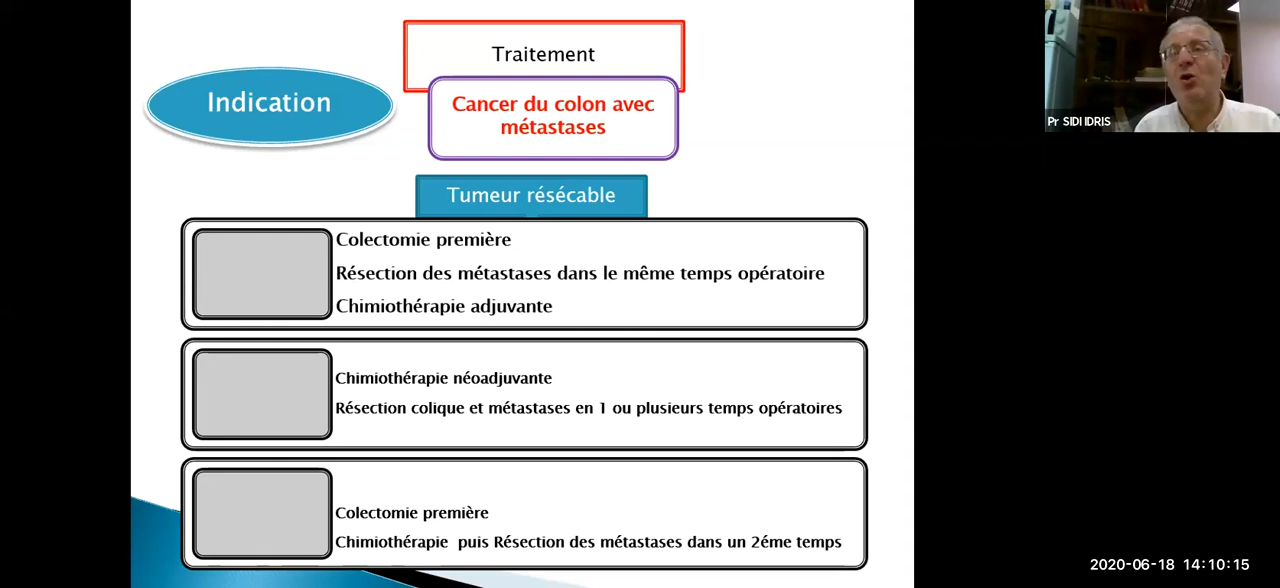 Traitement
Indication
Cancer du colon avec
métastases
Tumeur résécable
Colectomie première
Résection des métastases dans le même temps opératoire
Chimiothérapie adjuvante
Chimiothérapie néoadjuvante
Résection colique et métastases en 1 ou plusieurs temps opératoires
Colectomie première
Chimiothérapie puis Résection des métastases dans un 2éme temps
Pr SIDI IDRIS
2020-06-18 14:10:15